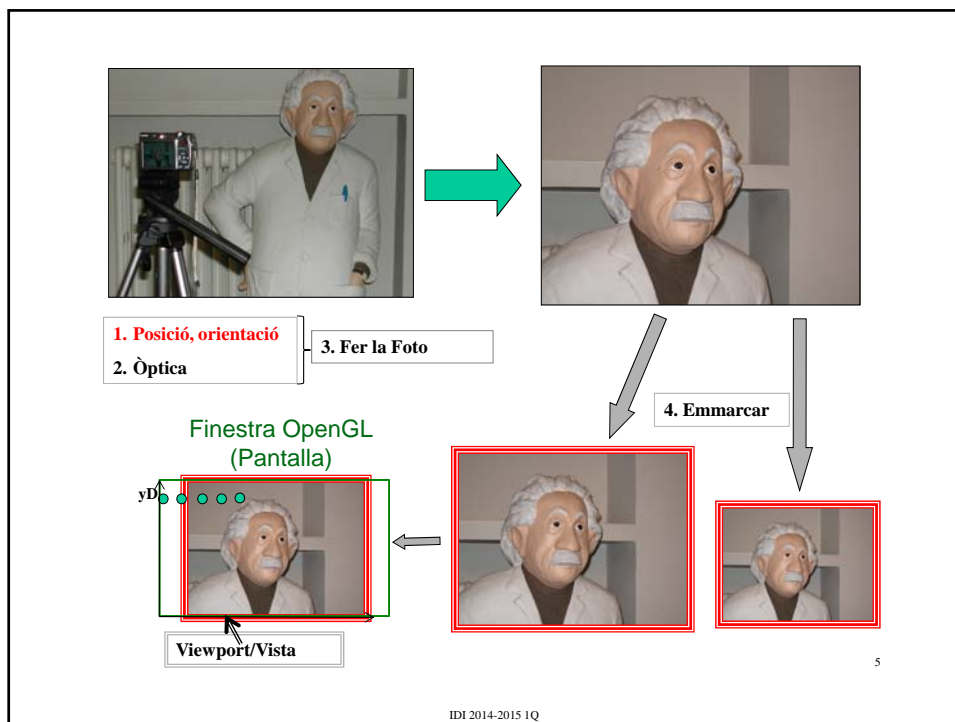 1. Posició, orientació
2. Òptica
3. Fer la Foto
4. Emmarcar
Finestra OpenGL
(Pantalla)
yD
Viewport/Vista
5
IDI 2014-2015 1Q